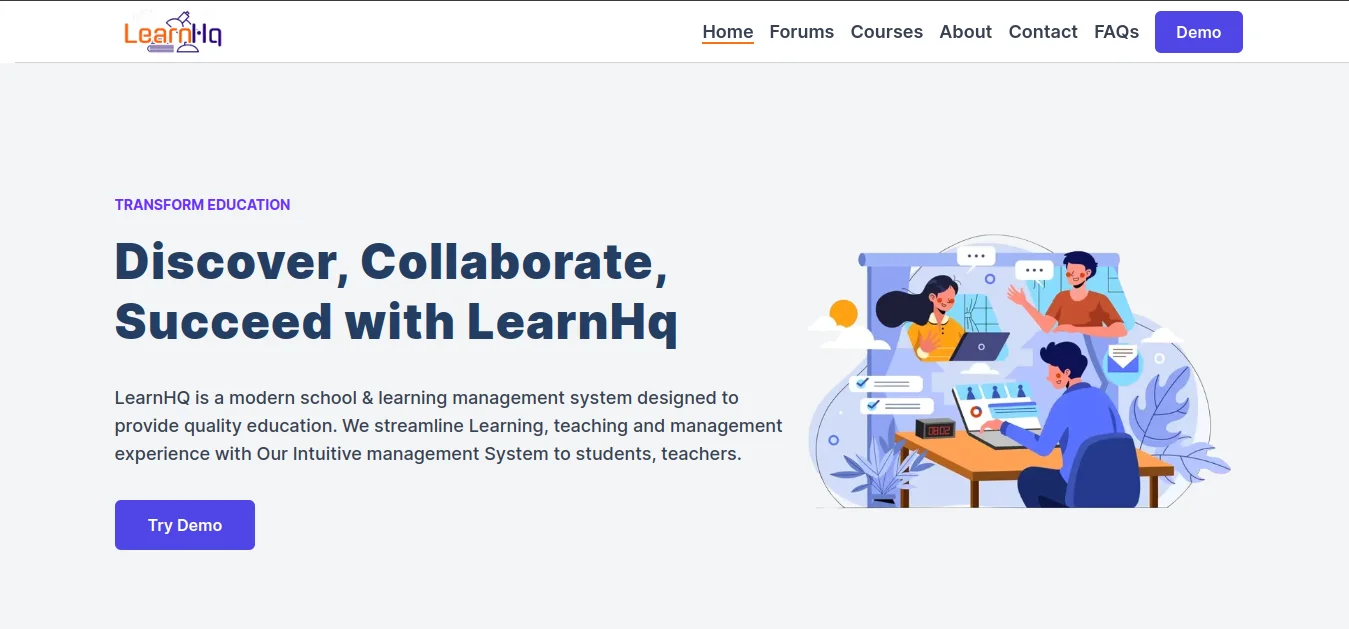 LearnHq
Home Forums Courses About Contact FAQs Demo
TRANSFORM EDUCATION
Discover, Collaborate,
Succeed with LearnHq
LearnHQ is a modern school & learning management system designed to
provide quality education. We streamline Learning, teaching and management
experience with Our Intuitive management System to students, teachers.
Try Demo
08:02